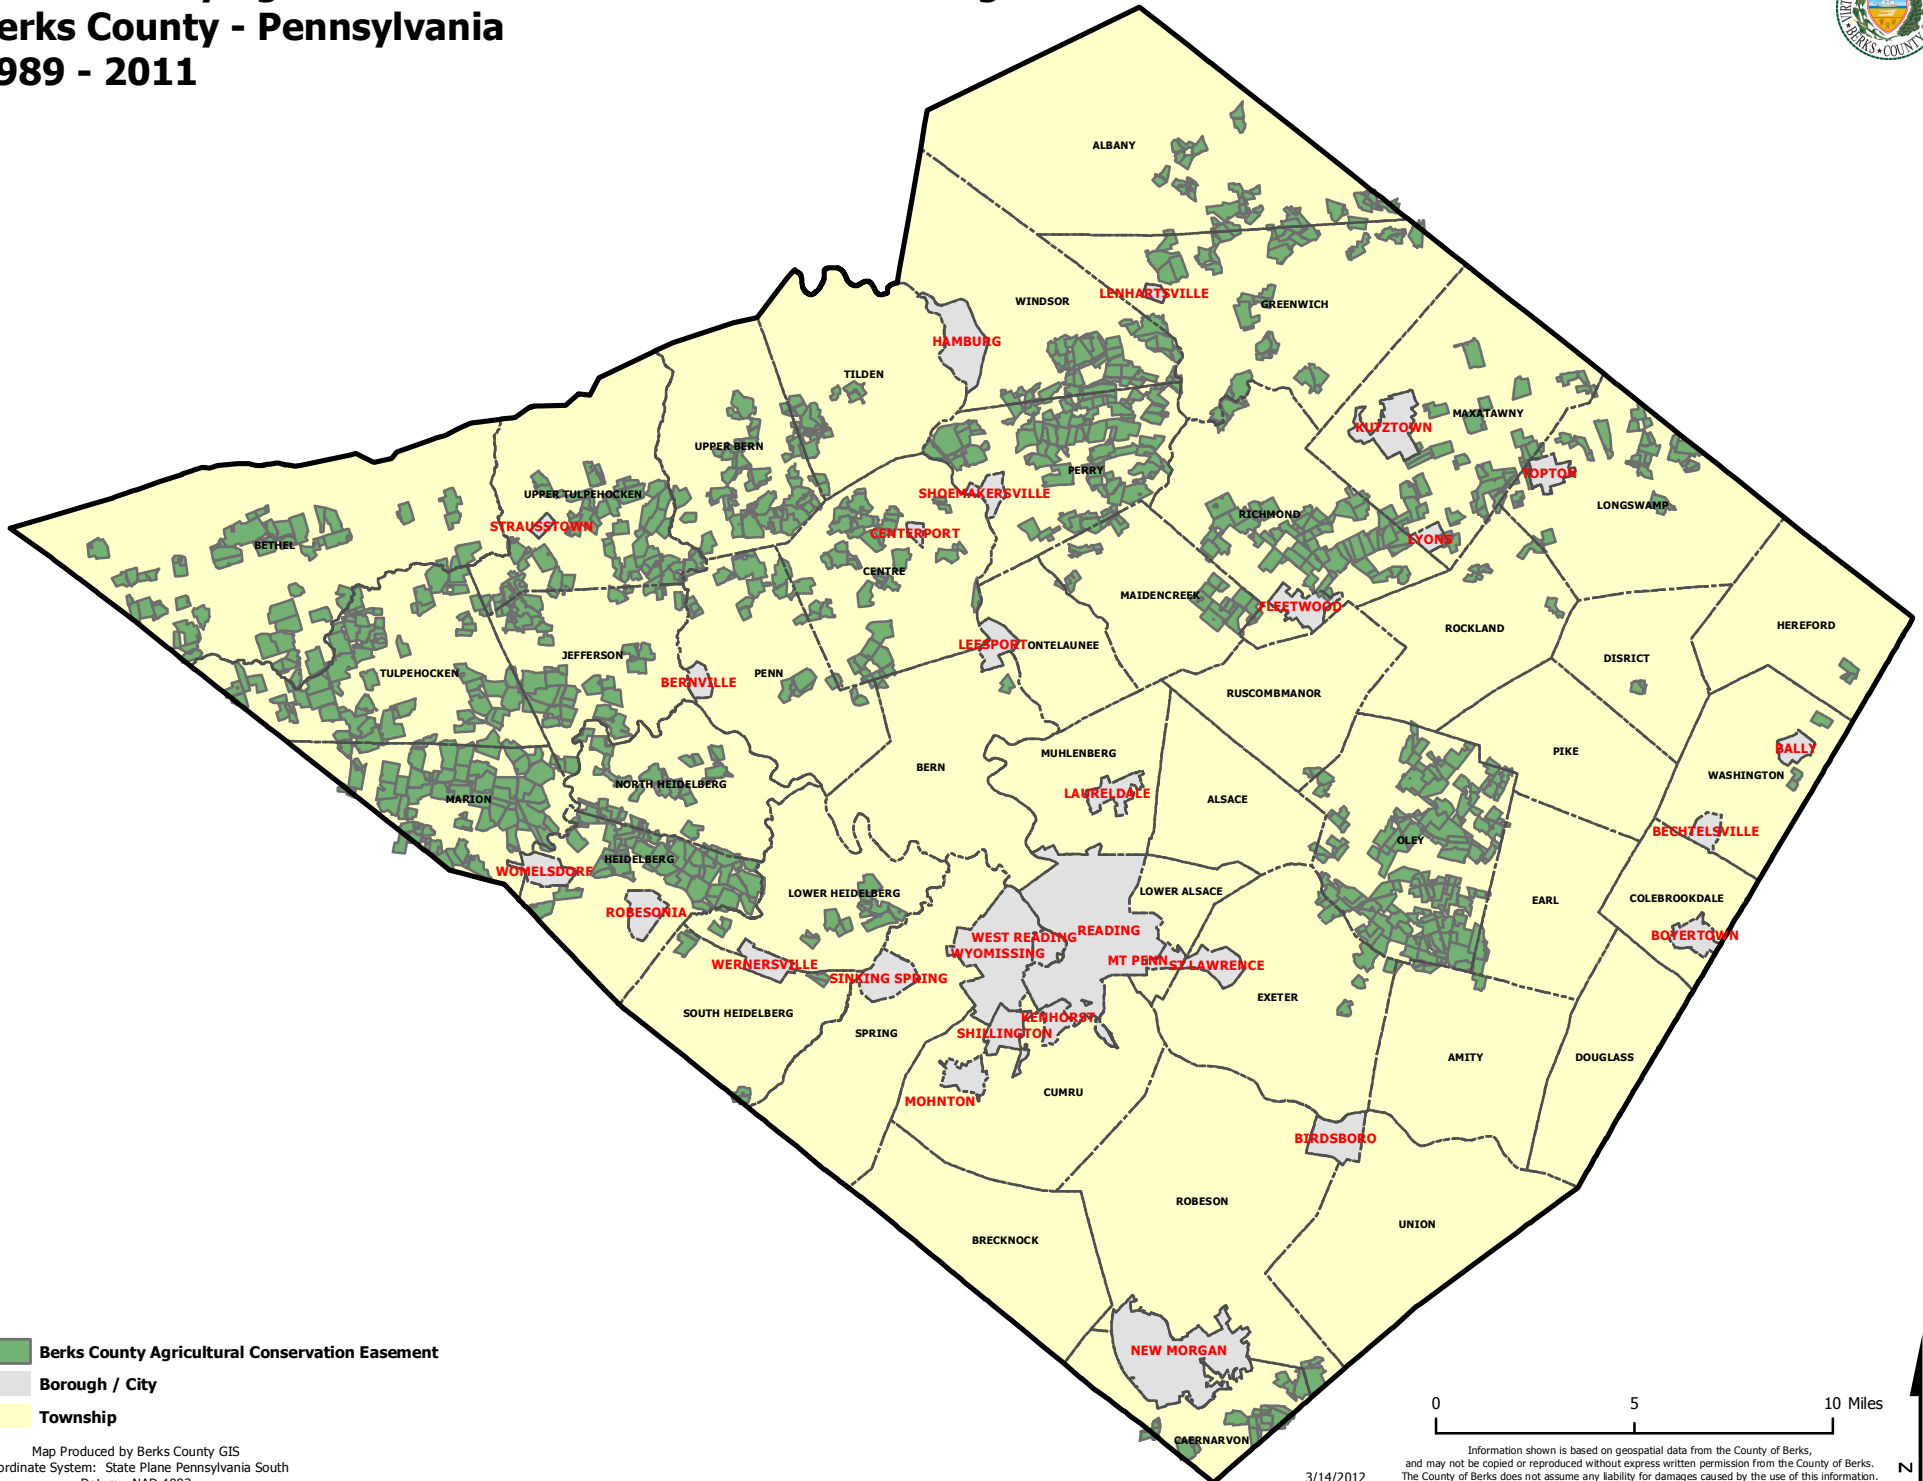 erks County - Pennsylvania
989 - 2011
BERKS COUNTY
ALBANY
WINDSOR
LENHARTSVILLE
GREENWICH
HAMBURG
TILDEN
MAXATAWNY
KUTZTOWN
UPPER BERN
PERRY
TOPTON
UPPER TULPEHOCKEN
SHOEMAKERSVILLE
LONGSWAMP
RICHMOND
STRAUSSTOWN
CENTERPORT
LYONS
BETHEL
CENTRE
MAIDENCREEK
FLEETWOOD
HEREFORD
ROCKLAND
LEESPORT
ONTELAUNEE
JEFFERSON
DISRICT
TULPEHOCKEN
PENN
BERNVILLE
RUSCOMBMANOR
BALLY
MUHLENBERG
PIKE
BERN
WASHINGTON
NORTH HEIDELBERG
LAURELDALE
ALSACE
MARION
BECHTELSVILLE
OLEY
HEIDELBERG
WOMELSDORF
LOWER HEIDELBERG
LOWER ALSACE
EARL
COLEBROOKDALE
ROBESONIA
READING
WEST READING
BOYERTOWN
WYOMISSING
MT PENN
ST LAWRENCE
WERNERSVILLE
SINKING SPRING
EXETER
SOUTH HEIDELBERG
KENHORST
SPRING
SHILLINGTON
AMITY
DOUGLASS
CUMRU
MOHNTON
BIRDSBORO
ROBESON
UNION
BRECKNOCK
NEW MORGAN
CAERNARVON
Berks County Agricultural Conservation Easement
Borough / City
Township
Map Produced by Berks County GIS
ordinate System: State Plane Pennsylvania South
0 5 10 Miles
Information shown is based on geospatial data from the County of Berks,
and may not be copied or reproduced without express written permission from the County of Berks.
The County of Berks does not assume any liability for damages caused by the use of this information.
3/14/2012
N